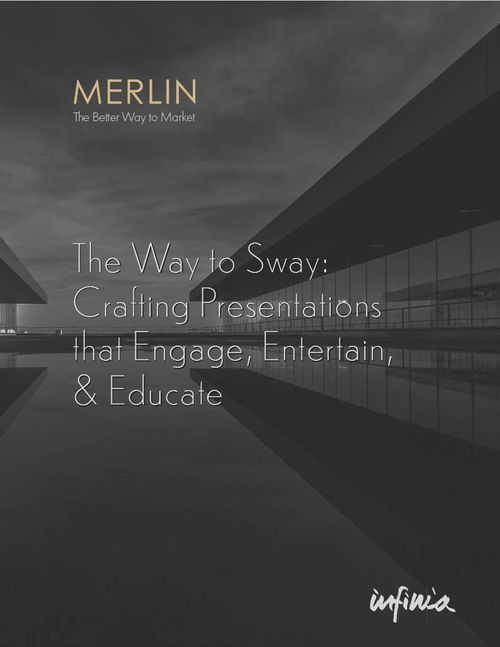 MERLIN
The Better Way to Market
The Way to Sway:
Crafting Presentations
that Engage, Entertain,
& Educate
infinia